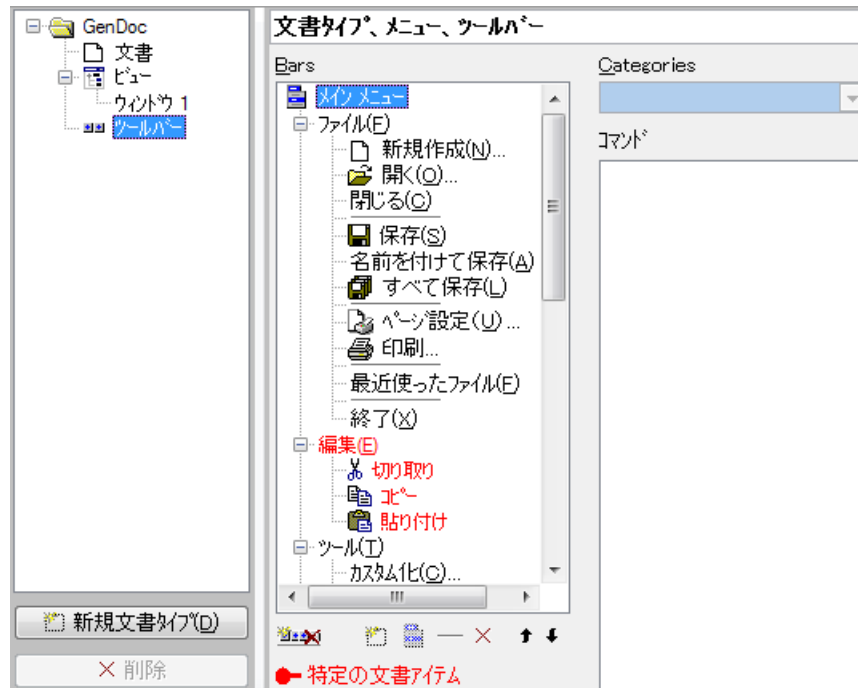 GenDoc
文書
ﾋﾞｭｰ
ｳｨﾝﾄﾞｳ 1
ﾂｰﾙﾊﾞｰ
新規文書ﾀｲﾌﾟ(D)
削除
文書ﾀｲﾌﾟ、ﾒﾆｭｰ、ﾂｰﾙﾊﾞｰ
Bars
ﾒｲﾝ ﾒﾆｭｰ
ﾌｧｲﾙ(F)
新規作成(N)...
開く(O)...
閉じる(C)
保存(S)
名前を付けて保存(A)
すべて保存(L)
ﾍﾟｰｼﾞ設定(U) ...
印刷...
最近使ったﾌｧｲﾙ(F)
終了(X)
編集(E)
切り取り
ｺﾋﾟｰ
貼り付け
ﾂｰﾙ(T)
ｶｽﾀﾑ化(C)...
特定の文書ｱｲﾃﾑ
Categories
ｺﾏﾝﾄﾞ